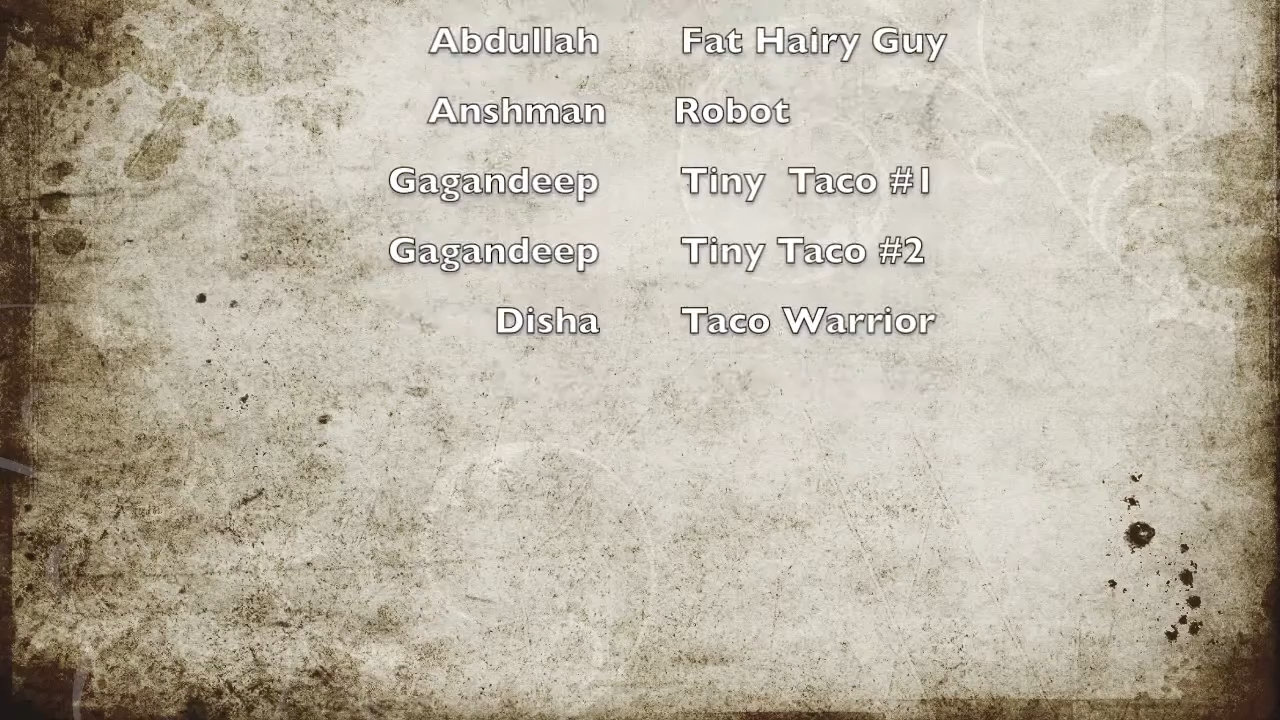 Abdullah Fat Hairy Guy
Anshman Robot
Gagandeep Tiny Taco #1
Gagandeep Tiny Taco #2
Disha Taco Warrior